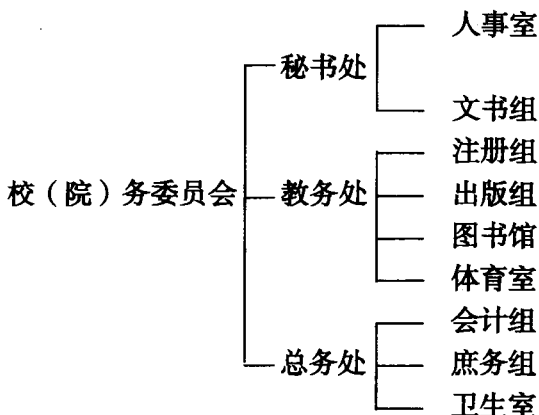 人事室
秘书处
文书组
注册组
校（院）务委员会
教务处
出版组
图书馆
体育室
会计组
总务处
庶务组
卫生室